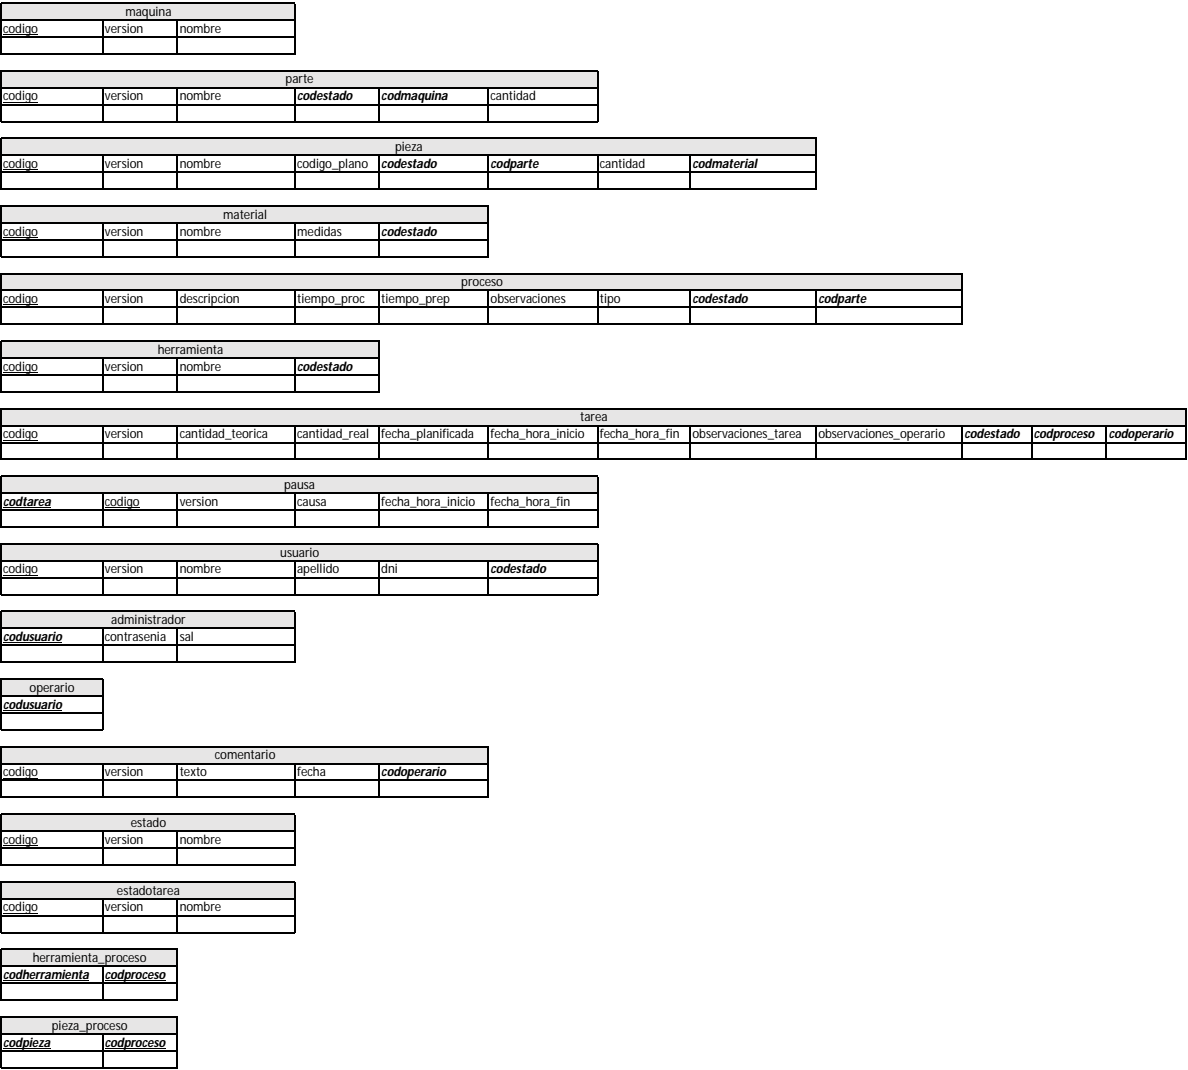 maquina
codigo version nombre
parte
codigo version nombre codestado codmaquina cantidad
pieza
codigo version nombre codigo_plano codestado codparte cantidad codmaterial
material
codigo version nombre medidas codestado
proceso
codigo version descripcion tiempo_proc tiempo_prep observaciones tipo codestado codparte
herramienta
codigo version nombre codestado
tarea
codigo version cantidad_teorica cantidad_real fecha_planificada fecha_hora_inicio fecha_hora_fin observaciones_tarea observaciones_operario codestado codproceso codoperario
pausa
codtarea codigo version causa fecha_hora_inicio fecha_hora_fin
usuario
codigo version nombre apellido dni codestado
administrador
codusuario contrasenia sal
operario
codusuario
comentario
codigo version texto fecha codoperario
estado
codigo version nombre
estadotarea
codigo version nombre
herramienta_proceso
codherramienta codproceso
pieza_proceso
codpieza codproceso